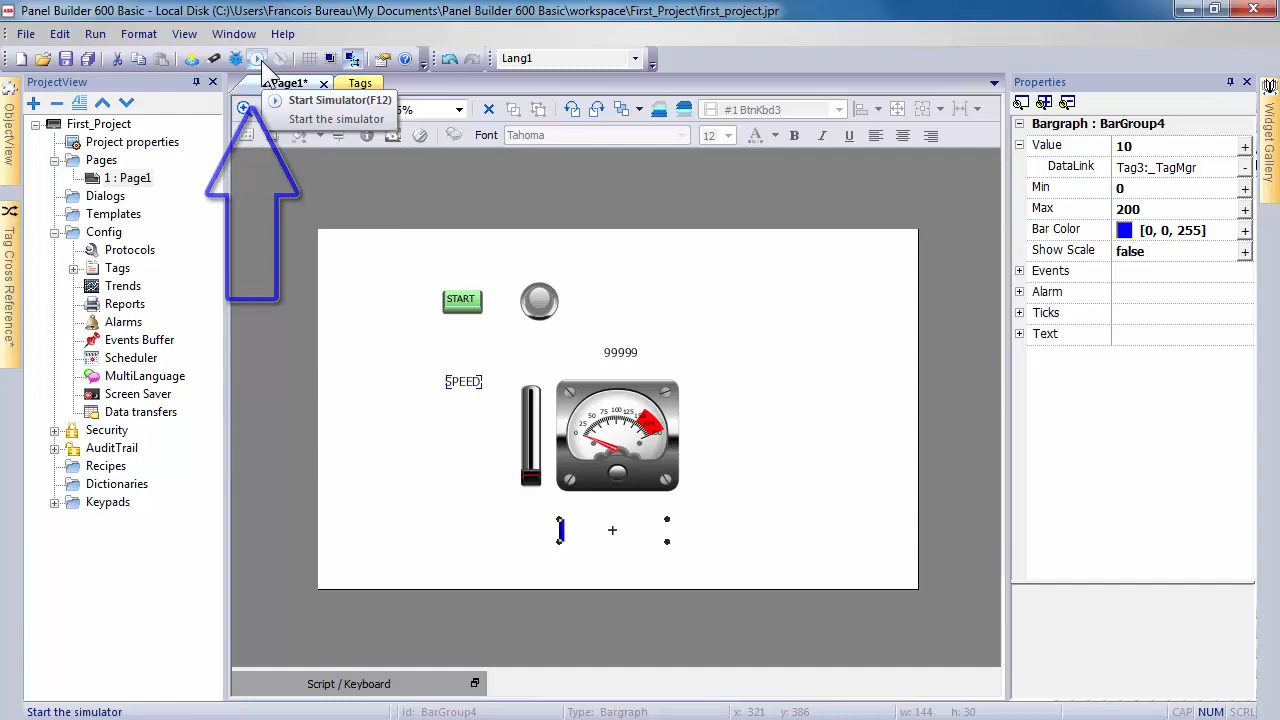 Panel Builder 600 Basic - Local Disk (C:)\Users\Francois Bureau\My Documents\Panel Builder 600 Basic\workspace\First_Project\first_project.jpr
File Edit Run Format View Window Help
Lang1
ProjectView
Page1* Tags
Properties
Start Simulator(F12)
Start the simulator
#1 BtnKbd3
Font Tahoma 12 A B I U
ObjectView
Tag Cross Reference*
Widget Gallery
First_Project
Project properties
Pages
1 : Page1
Dialogs
Templates
Config
Protocols
Tags
Trends
Reports
Alarms
Events Buffer
Scheduler
MultiLanguage
Screen Saver
Data transfers
Security
AuditTrail
Recipes
Dictionaries
Keypads
START
99999
SPEED
0 25 50 75 100 125
Script / Keyboard
Bargraph : BarGroup4
Value 10
DataLink Tag3:_TagMgr
Min 0
Max 200
Bar Color [0, 0, 255]
Show Scale false
Events
Alarm
Ticks
Text
Start the simulator id: BarGroup4 Type: Bargraph x: 321 y: 386 w: 144 h: 30 CAP NUM SCRL